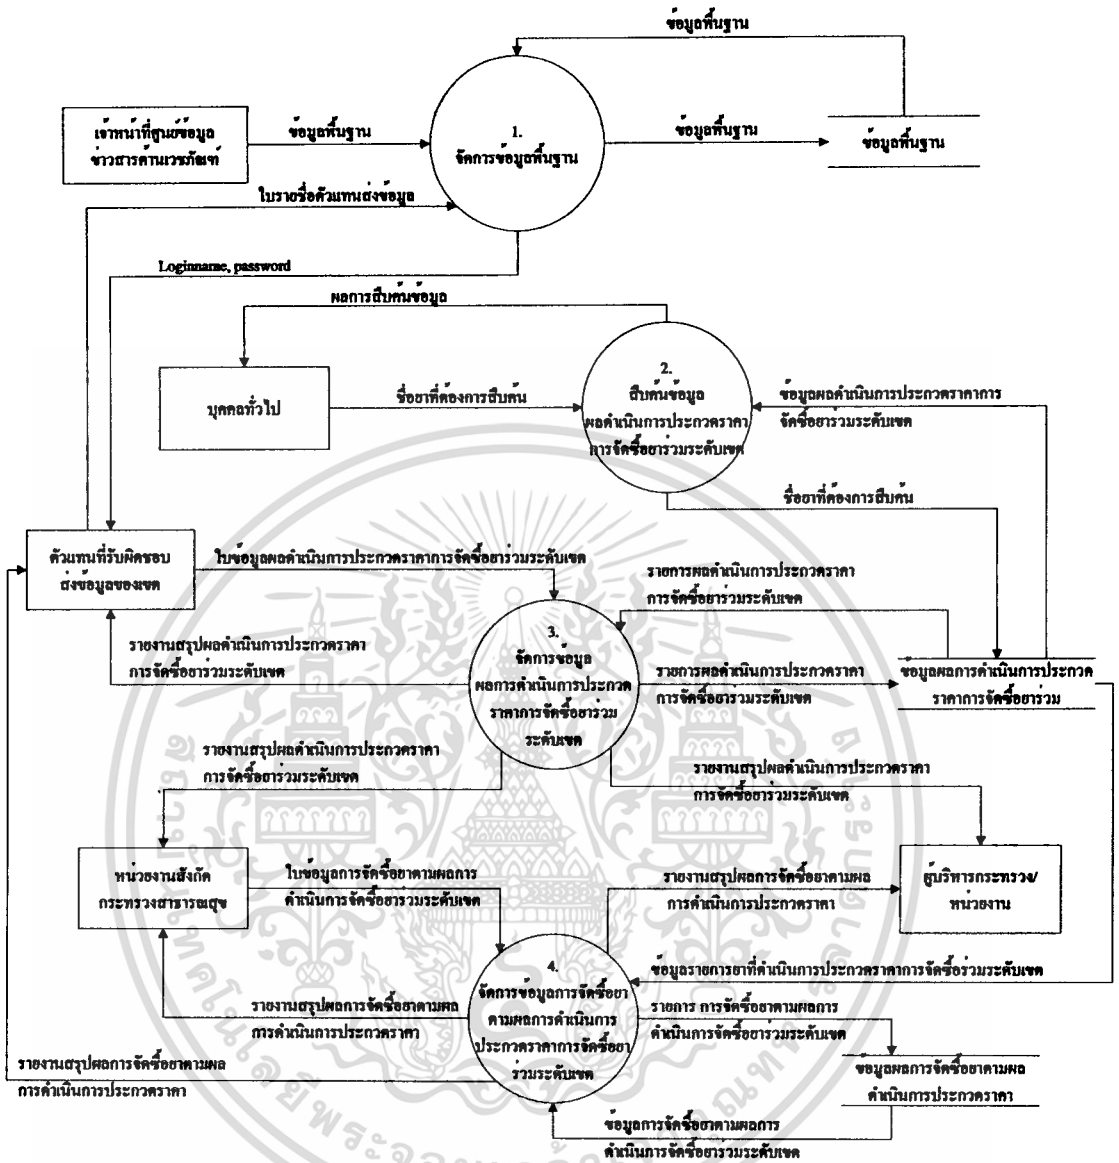 ข้อมูลพื้นฐาน
เจ้าหน้าที่ศูนย์ข้อมูล
ข่าวสารด้านเวชภัณฑ์
ข้อมูลพื้นฐาน
1.
จัดการข้อมูลพื้นฐาน
ข้อมูลพื้นฐาน
ข้อมูลพื้นฐาน
ใบรายชื่อตัวแทนส่งข้อมูล
Loginname, password
ผลการสืบค้นข้อมูล
บุคคลทั่วไป
ชื่อยาที่ต้องการสืบค้น
2.
สืบค้นข้อมูล
ผลดำเนินการประกวดราคา
การจัดซื้อยาร่วมระดับเขต
ข้อมูลผลดำเนินการประกวดราคาการ
จัดซื้อยาร่วมระดับเขต
ชื่อยาที่ต้องการสืบค้น
ตัวแทนที่รับผิดชอบ
ส่งข้อมูลของเขต
ใบข้อมูลผลดำเนินการประกวดราคาการจัดซื้อยาร่วมระดับเขต
รายการผลดำเนินการประกวดราคา
การจัดซื้อยาร่วมระดับเขต
รายงานสรุปผลดำเนินการประกวดราคา
การจัดซื้อยาร่วมระดับเขต
3.
จัดการข้อมูล
ผลการดำเนินการประกวด
ราคาการจัดซื้อยาร่วม
ระดับเขต
รายการผลดำเนินการประกวดราคา
การจัดซื้อยาร่วมระดับเขต
ข้อมูลผลการดำเนินการประกวด
ราคาการจัดซื้อยาร่วม
รายงานสรุปผลดำเนินการประกวดราคา
การจัดซื้อยาร่วมระดับเขต
รายงานสรุปผลดำเนินการประกวดราคา
การจัดซื้อยาร่วมระดับเขต
หน่วยงานสังกัด
กระทรวงสาธารณสุข
ใบข้อมูลการจัดซื้อยาตามผลการ
ดำเนินการจัดซื้อยาร่วมระดับเขต
รายงานสรุปผลการจัดซื้อยาตามผล
การดำเนินการประกวดราคา
ผู้บริหารกระทรวง/
หน่วยงาน
4.
จัดการข้อมูลการจัดซื้อยา
ตามผลการดำเนินการ
ประกวดราคาการจัดซื้อยา
ร่วมระดับเขต
ข้อมูลรายการยาที่ดำเนินการประกวดราคาการจัดซื้อร่วมระดับเขต
รายงานสรุปผลการจัดซื้อยาตามผล
การดำเนินการประกวดราคา
รายการ การจัดซื้อยาตามผลการ
ดำเนินการจัดซื้อยาร่วมระดับเขต
รายงานสรุปผลการจัดซื้อยาตามผล
การดำเนินการประกวดราคา
ข้อมูลผลการจัดซื้อยาตามผล
ดำเนินการประกวดราคา
ข้อมูลการจัดซื้อยาตามผลการ
ดำเนินการจัดซื้อยาร่วมระดับเขต